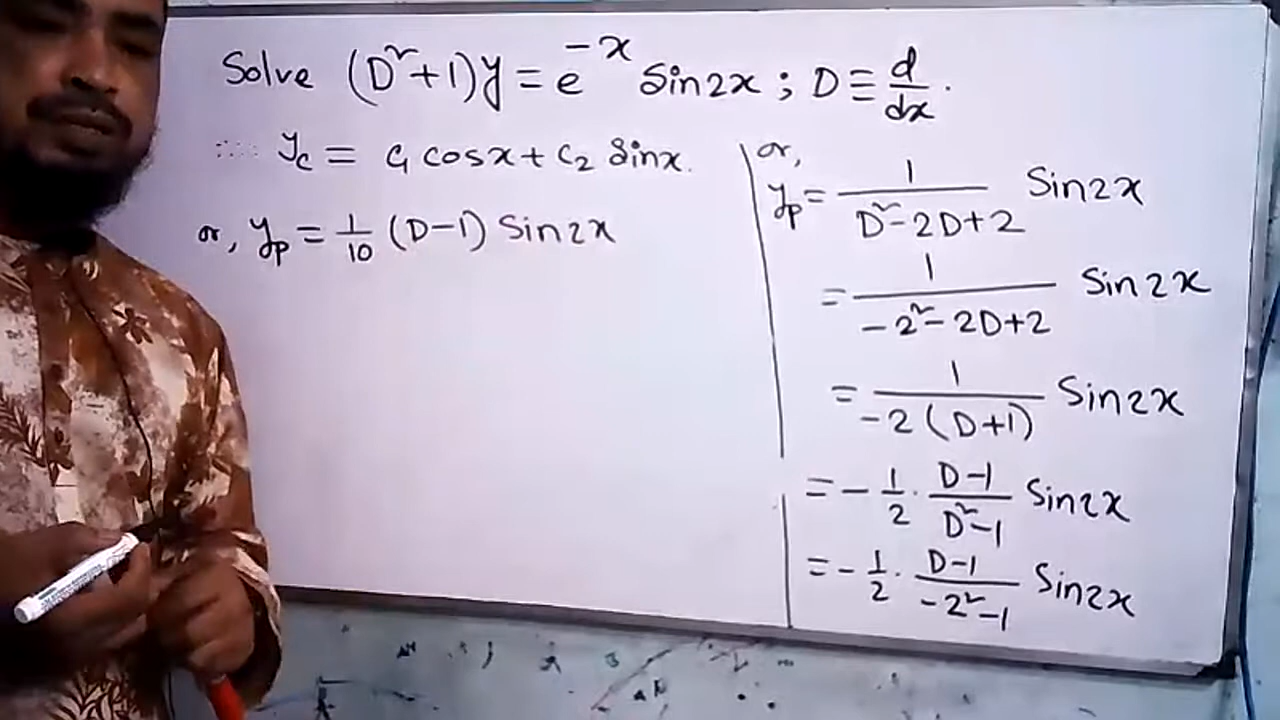 Solve (D²+1)y = e^{-x} Sin2x ; D ≡ d/dx .
∴ y_c = c₁ cosx + c₂ Sinx.
or, y_p = 1/10 (D-1) Sin2x
or,
y_p = 1/(D²-2D+2) Sin2x
= 1/(-2²-2D+2) Sin2x
= 1/(-2(D+1)) Sin2x
= -1/2 . (D-1)/(D²-1) Sin2x
= -1/2 . (D-1)/(-2²-1) Sin2x